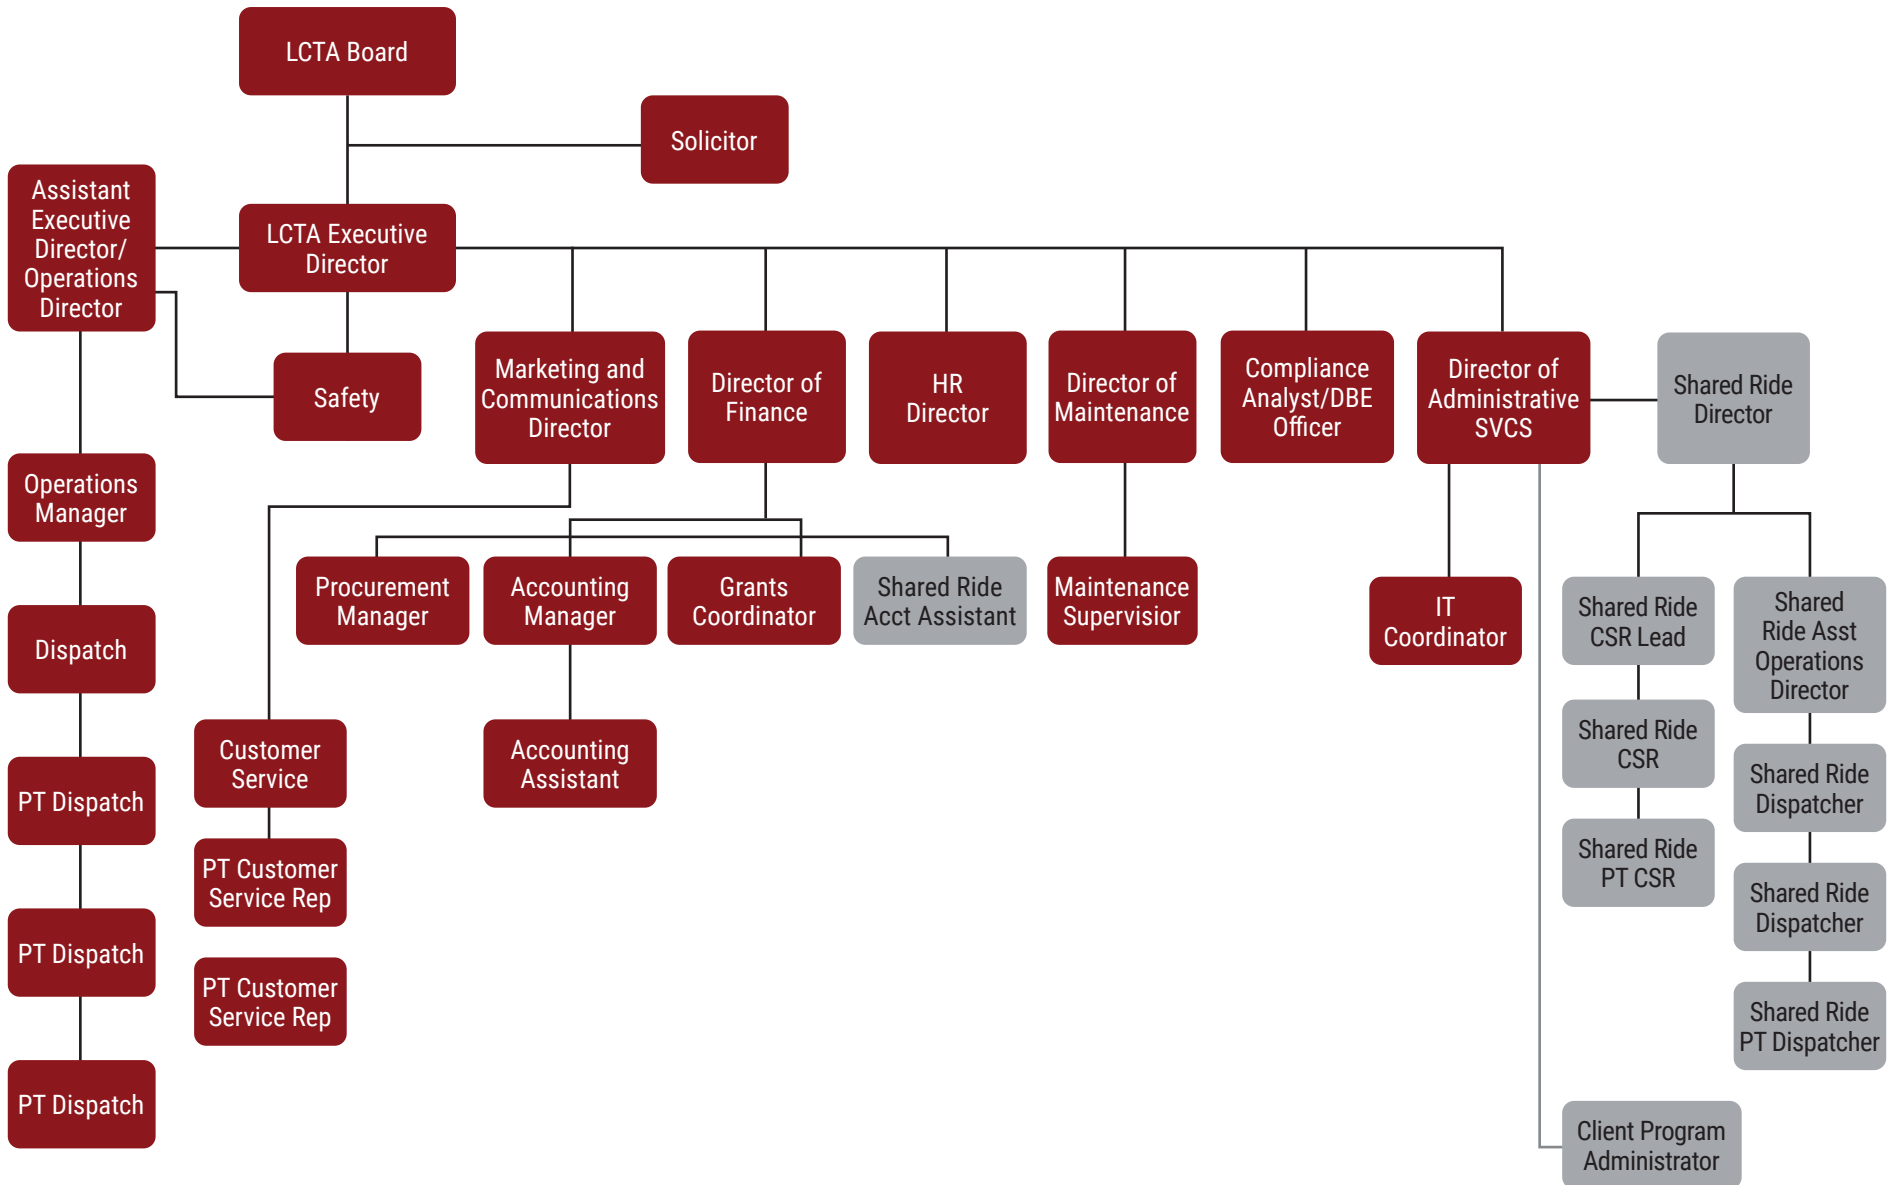 LCTA Board
Solicitor
Assistant
Executive
Director/
Operations
Director
LCTA Executive
Director
Safety
Marketing and
Communications
Director
Director of
Finance
HR
Director
Director of
Maintenance
Compliance
Analyst/DBE
Officer
Director of
Administrative
SVCS
Shared Ride
Director
Operations
Manager
Procurement
Manager
Accounting
Manager
Grants
Coordinator
Shared Ride
Acct Assistant
Maintenance
Supervisior
IT
Coordinator
Shared Ride
CSR Lead
Shared
Ride Asst
Operations
Director
Dispatch
Customer
Service
Accounting
Assistant
Shared Ride
CSR
Shared Ride
Dispatcher
PT Dispatch
PT Customer
Service Rep
Shared Ride
PT CSR
Shared Ride
Dispatcher
PT Dispatch
PT Customer
Service Rep
Shared Ride
PT Dispatcher
PT Dispatch
Client Program
Administrator